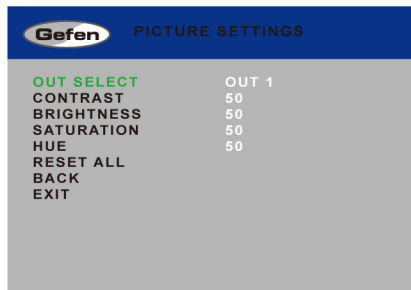 Gefen PICTURE SETTINGS
OUT SELECT OUT 1
CONTRAST 50
BRIGHTNESS 50
SATURATION 50
HUE 50
RESET ALL
BACK
EXIT